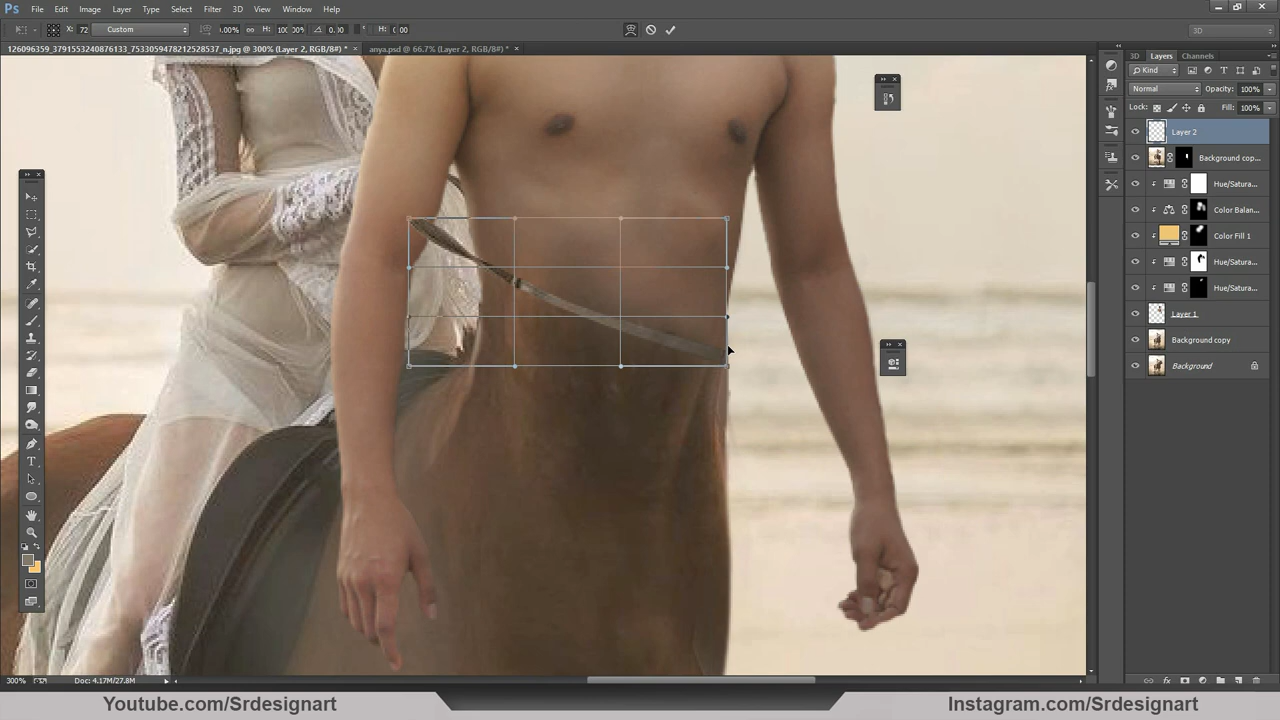 Ps File Edit Image Layer Type Select Filter 3D View Window Help
X: 72 Custom H: 3D
126096359_3791553240876133_7533059478212528537_n.jpg @ 300% (Layer 2, RGB/8#) * × anya.psd @ 66.7% (Layer 2, RGB/8#) * ×
3D Layers Channels
Kind
Normal Opacity: 100%
Lock: Fill: 100%
Layer 2
Background cop...
Hue/Satura...
Color Balan...
Color Fill 1
Hue/Satura...
Hue/Satura...
Layer 1
Background copy
Background
300% Doc: 4.17M/27.8M
Youtube.com/Srdesignart Instagram.com/Srdesignart